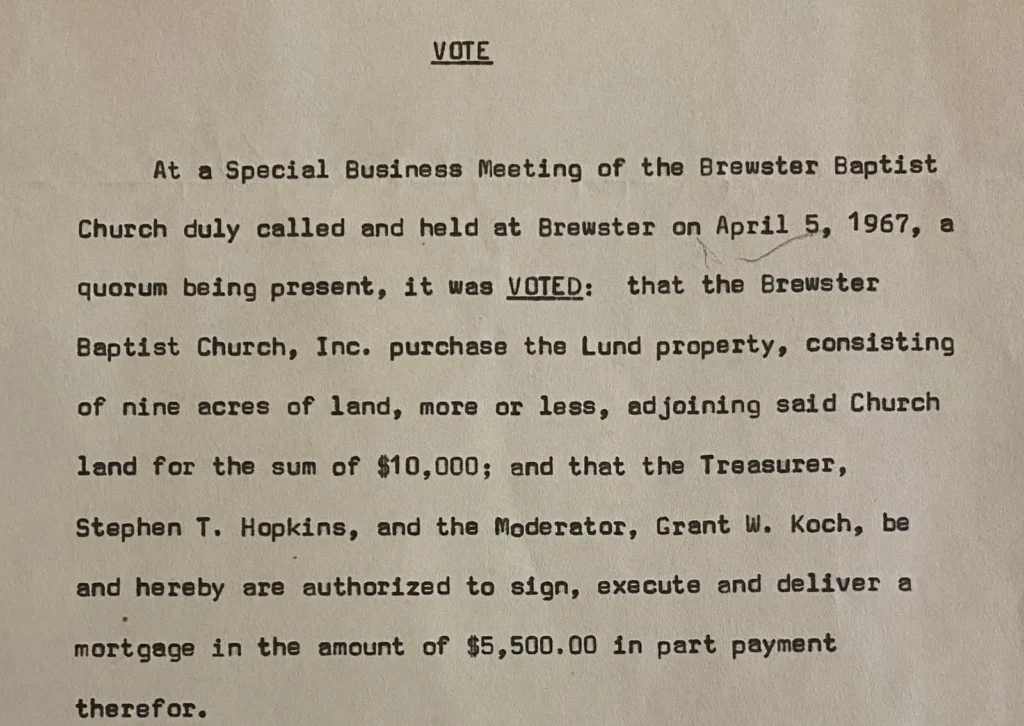 VOTE
At a Special Business Meeting of the Brewster Baptist
Church duly called and held at Brewster on April 5, 1967, a
quorum being present, it was VOTED: that the Brewster
Baptist Church, Inc. purchase the Lund property, consisting
of nine acres of land, more or less, adjoining said Church
land for the sum of $10,000; and that the Treasurer,
Stephen T. Hopkins, and the Moderator, Grant W. Koch, be
and hereby are authorized to sign, execute and deliver a
mortgage in the amount of $5,500.00 in part payment
therefor.